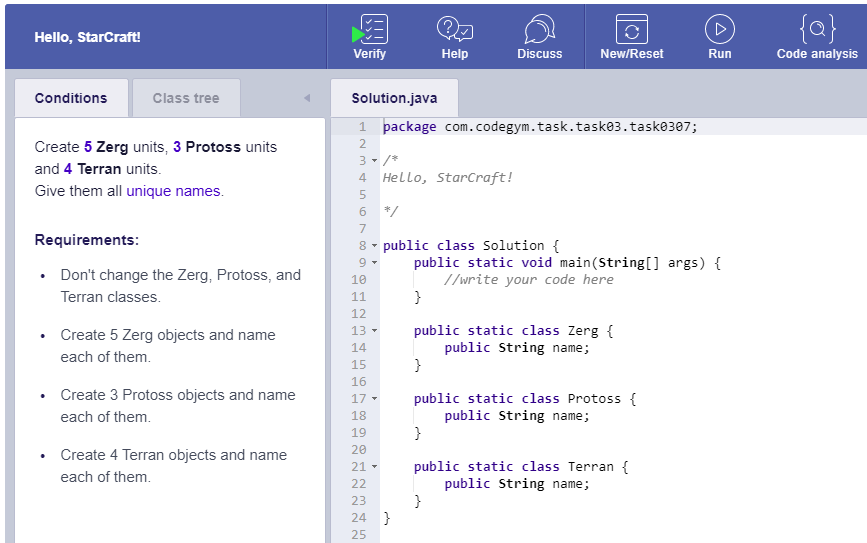 Hello, StarCraft!
Verify
Help
Discuss
New/Reset
Run
Code analysis
Conditions
Class tree
Create 5 Zerg units, 3 Protoss units
and 4 Terran units.
Give them all unique names.
Requirements:
• Don't change the Zerg, Protoss, and
Terran classes.
• Create 5 Zerg objects and name
each of them.
• Create 3 Protoss objects and name
each of them.
• Create 4 Terran objects and name
each of them.
Solution.java
1 package com.codegym.task.task03.task0307;
2
3 /*
4 Hello, StarCraft!
5
6 */
7
8 public class Solution {
9     public static void main(String[] args) {
10         //write your code here
11     }
12
13     public static class Zerg {
14         public String name;
15     }
16
17     public static class Protoss {
18         public String name;
19     }
20
21     public static class Terran {
22         public String name;
23     }
24 }
25